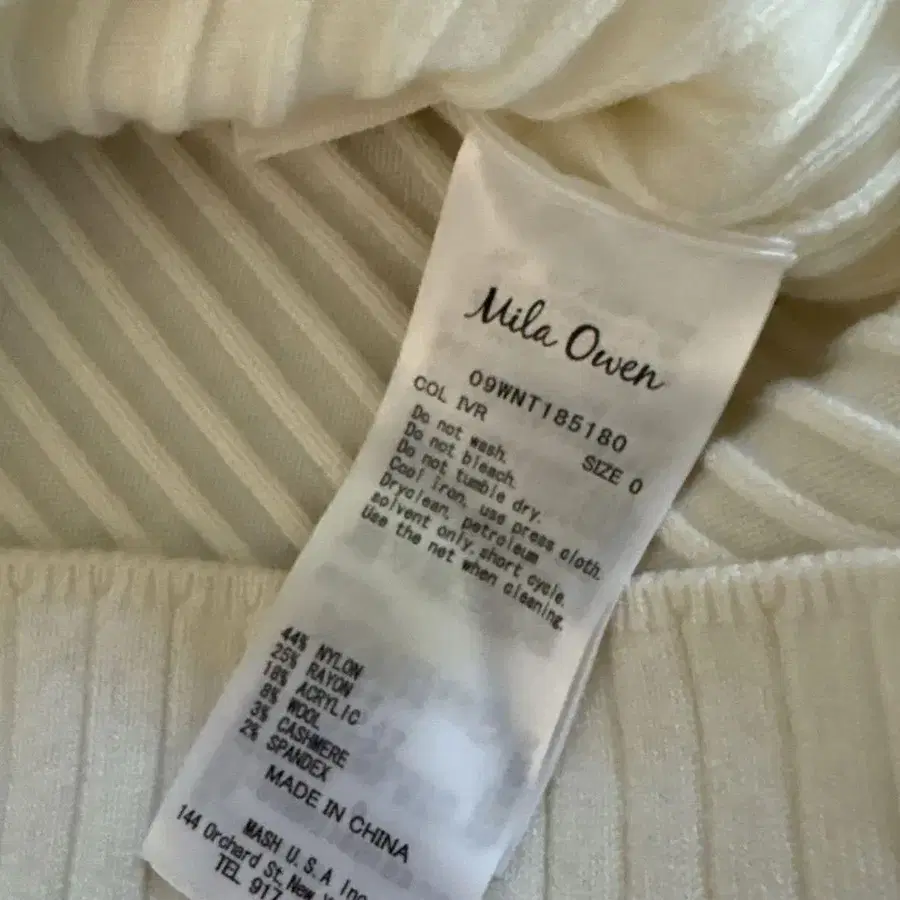 Mila Owen
09WNT185180
COL IVR SIZE 0
Do not wash.
Do not bleach.
Do not tumble dry.
Cool iron, use press cloth.
Dryclean, petroleum
solvent only, short cycle.
Use the net when cleaning.
44% NYLON
25% RAYON
18% ACRYLIC
8% WOOL
3% CASHMERE
2% SPANDEX
MADE IN CHINA
MASH U.S.A Inc
144 Orchard St, New
TEL 917